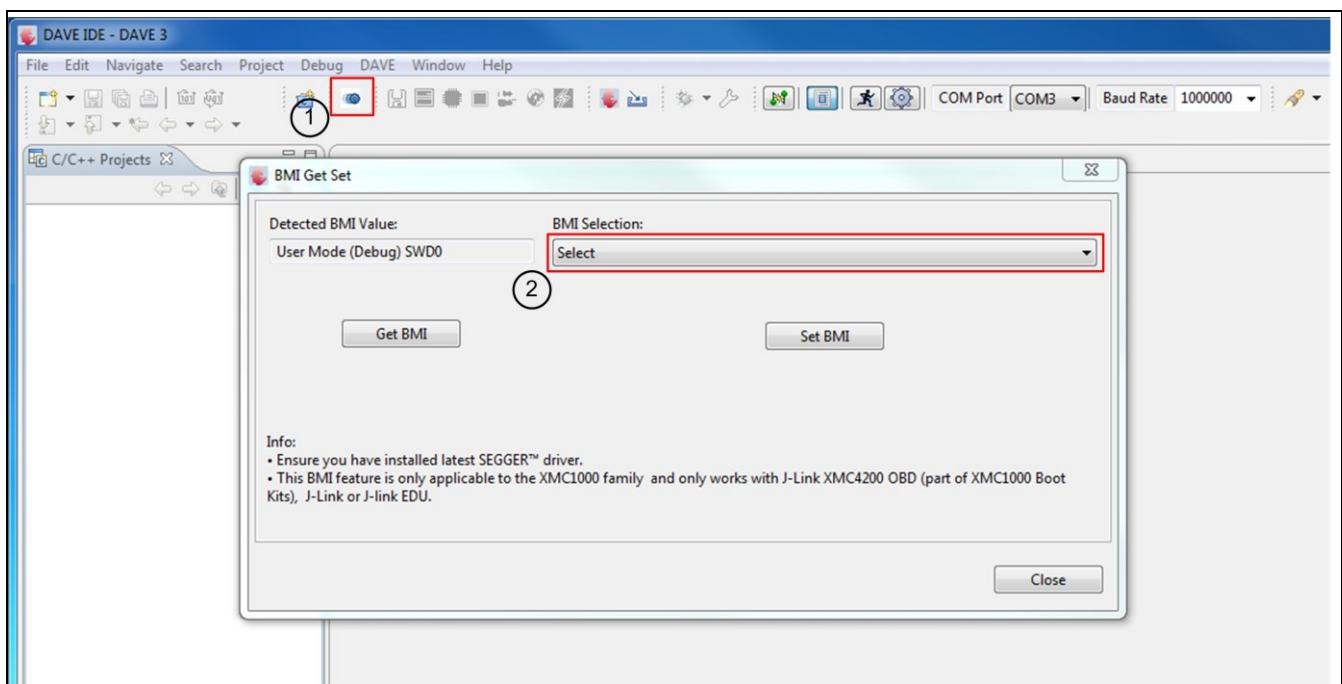 DAVE IDE - DAVE 3
File Edit Navigate Search Project Debug DAVE Window Help
1
COM Port COM3 Baud Rate 1000000
C/C++ Projects
BMI Get Set
Detected BMI Value: BMI Selection:
User Mode (Debug) SWD0 Select
2
Get BMI Set BMI
Info:
• Ensure you have installed latest SEGGER™ driver.
• This BMI feature is only applicable to the XMC1000 family and only works with J-Link XMC4200 OBD (part of XMC1000 Boot
Kits), J-Link or J-link EDU.
Close